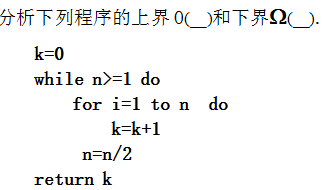 分析下列程序的上界 O(__)和下界Ω(__).
k=0
while n>=1 do
for i=1 to n do
k=k+1
n=n/2
return k